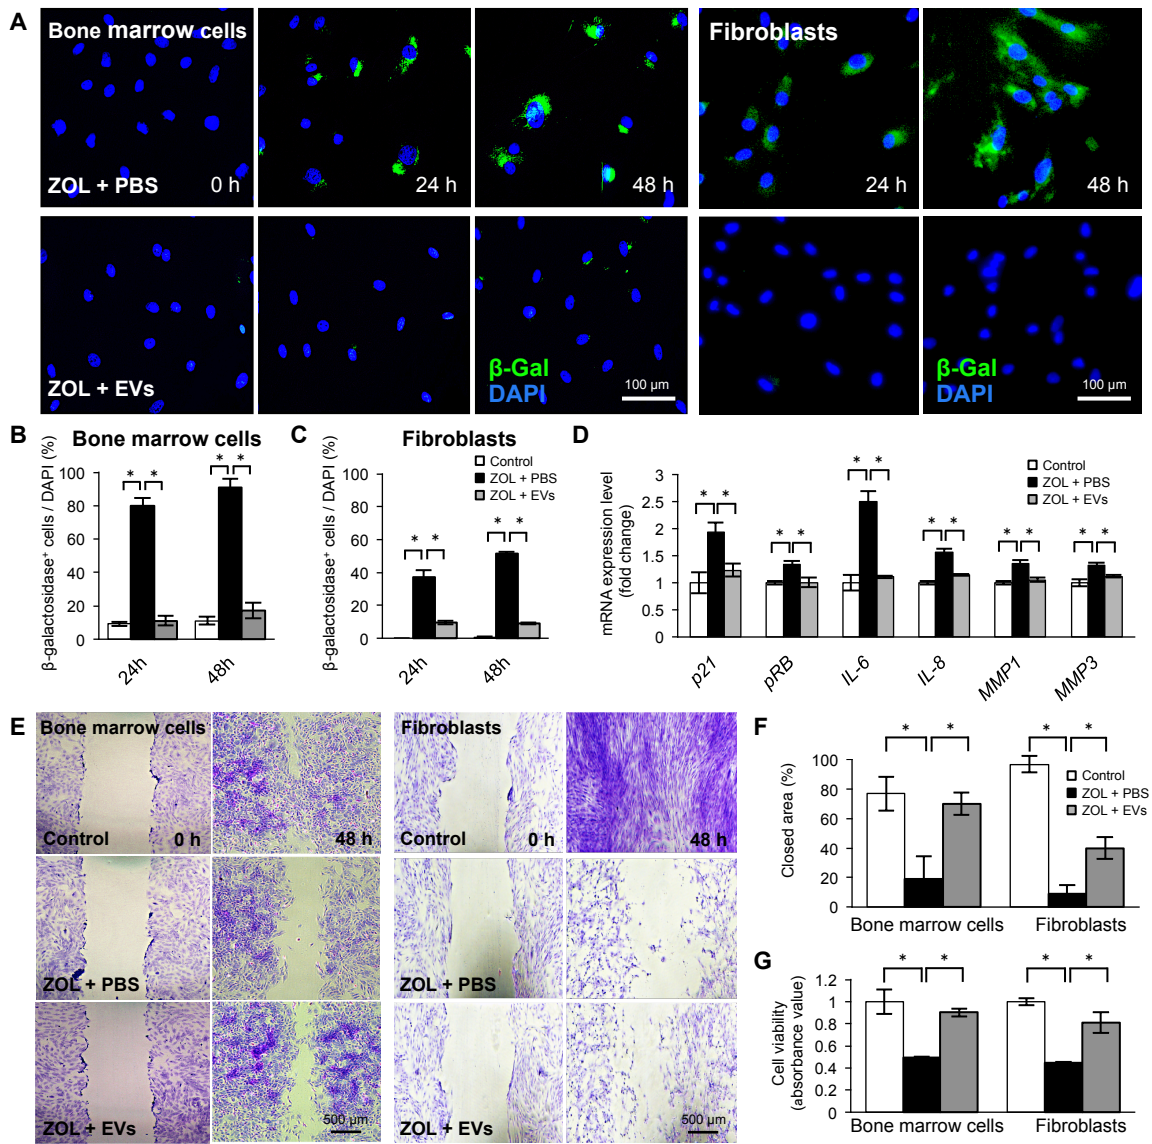 A
Bone marrow cells
Fibroblasts
ZOL + PBS
0 h
24 h
48 h
24 h
48 h
ZOL + EVs
β-Gal
DAPI
100 µm
β-Gal
DAPI
100 µm
B
Bone marrow cells
β-galactosidase⁺ cells / DAPI (%)
100
80
60
40
20
0
* * * *
24h
48h
C
Fibroblasts
β-galactosidase⁺ cells / DAPI (%)
Control
ZOL + PBS
ZOL + EVs
100
80
60
40
20
0
* * * *
24h
48h
D
mRNA expression level
(fold change)
Control
ZOL + PBS
ZOL + EVs
3
2.5
2
1.5
1
0.5
0
* * * * * * * * * * * *
p21
pRB
IL-6
IL-8
MMP1
MMP3
E
Bone marrow cells
Fibroblasts
Control
0 h
48 h
0 h
48 h
ZOL + PBS
ZOL + PBS
ZOL + EVs
500 µm
ZOL + EVs
500 µm
F
Closed area (%)
100
80
60
40
20
0
* * * *
Control
ZOL + PBS
ZOL + EVs
Bone marrow cells
Fibroblasts
G
Cell viability
(absorbance value)
1.2
1
0.8
0.6
0.4
0.2
0
* * * *
Bone marrow cells
Fibroblasts